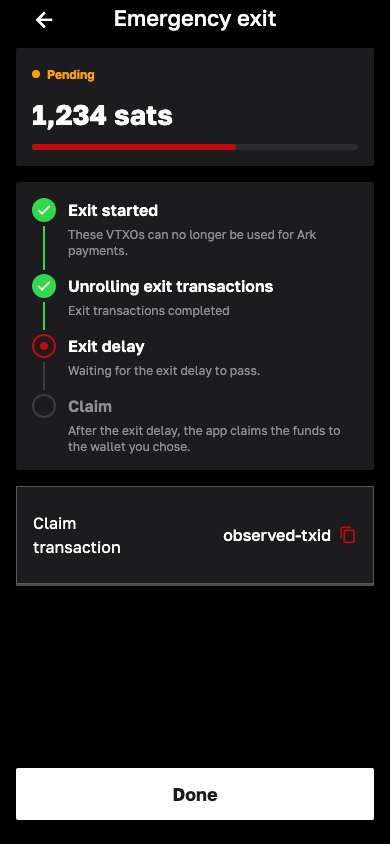 Emergency exit
Pending
1,234 sats
Exit started
These VTXOs can no longer be used for Ark
payments.
Unrolling exit transactions
Exit transactions completed
Exit delay
Waiting for the exit delay to pass.
Claim
After the exit delay, the app claims the funds to
the wallet you chose.
Claim
transaction
observed-txid
Done